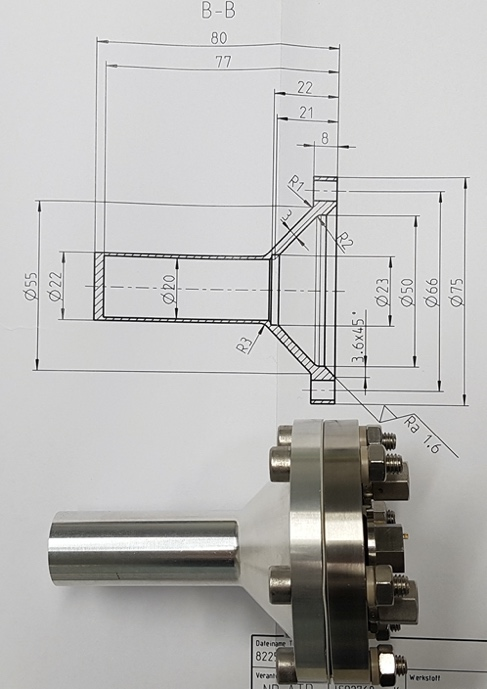 B-B
80
77
22
21
8
R1
3
R2
Ø55
Ø22
Ø20
Ø23
Ø50
Ø66
Ø75
R3
3.6x45°
Ra 1.6
Dateiname T
Werkstoff